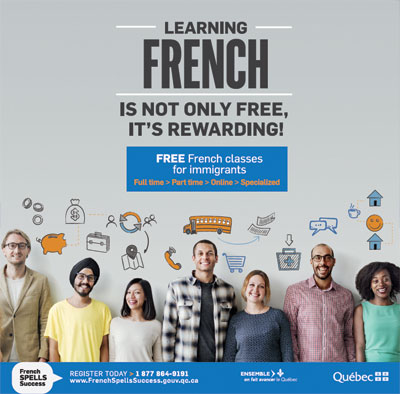 LEARNING
FRENCH
IS NOT ONLY FREE,
IT'S REWARDING!
FREE French classes
for immigrants
Full time > Part time > Online > Specialized
$
French
SPELLS
Success
REGISTER TODAY > 1 877 864-9191
www.FrenchSpellsSuccess.gouv.qc.ca
ENSEMBLE
on fait avancer le Québec
Québec